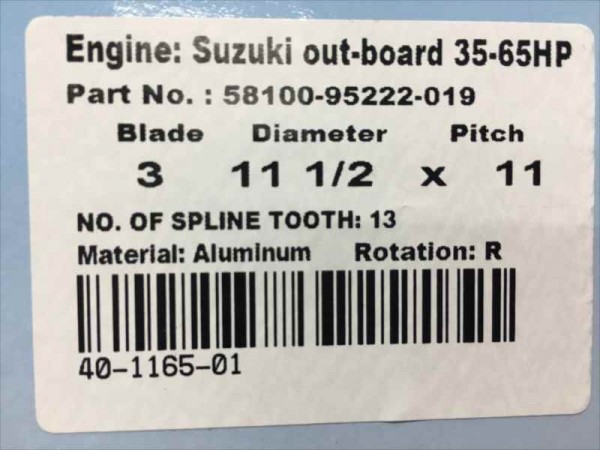 Engine: Suzuki out-board 35-65HP
Part No. : 58100-95222-019
Blade Diameter Pitch
3 11 1/2 x 11
NO. OF SPLINE TOOTH: 13
Material: Aluminum Rotation: R
40-1165-01